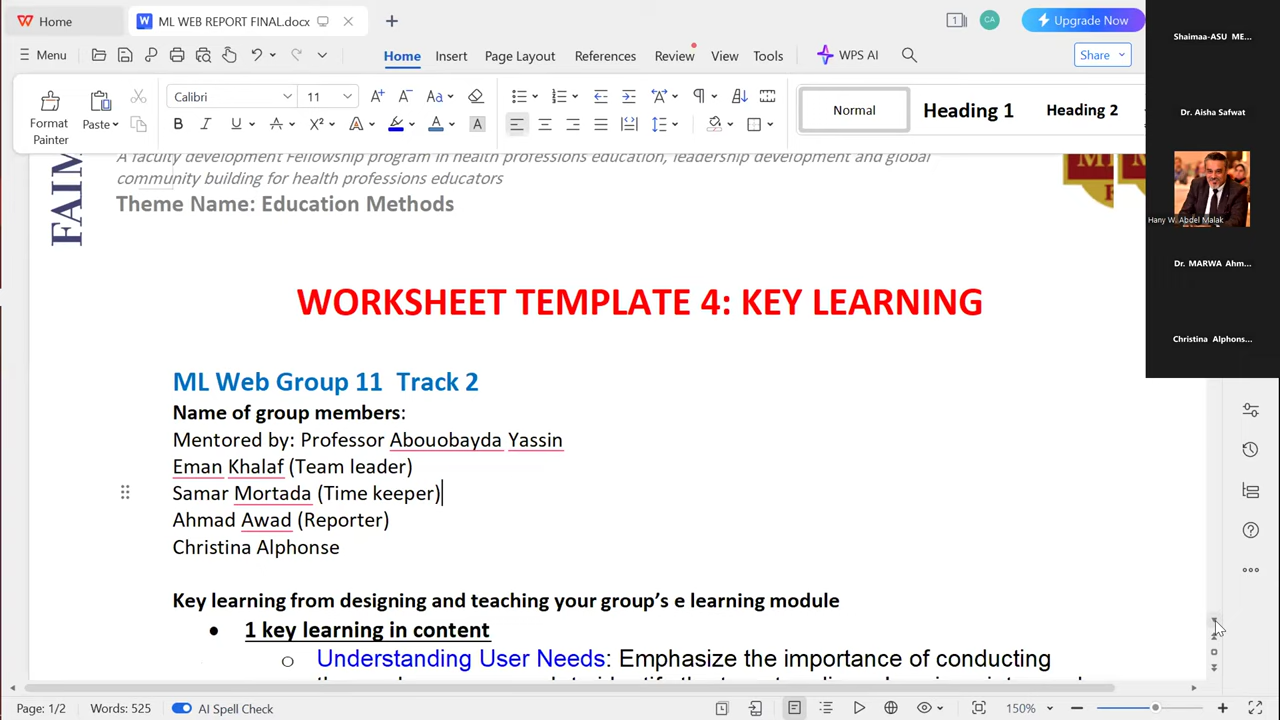 Home
ML WEB REPORT FINAL.docx
1
CA
Upgrade Now
Menu
Home
Insert
Page Layout
References
Review
View
Tools
WPS AI
Share
Format Painter
Paste
Calibri
11
Normal
Heading 1
Heading 2
Shaimaa-ASU ME...
Dr. Aisha Safwat
Hany W. Abdel Malak
Dr. MARWA Ahm...
Christina Alphons...
FAIM
A faculty development Fellowship program in health professions education, leadership development and global
community building for health professions educators
Theme Name: Education Methods
WORKSHEET TEMPLATE 4: KEY LEARNING
ML Web Group 11 Track 2
Name of group members:
Mentored by: Professor Abouobayda Yassin
Eman Khalaf (Team leader)
Samar Mortada (Time keeper)
Ahmad Awad (Reporter)
Christina Alphonse
Key learning from designing and teaching your group's e learning module
• 1 key learning in content
o Understanding User Needs: Emphasize the importance of conducting
Page: 1/2
Words: 525
AI Spell Check
150%